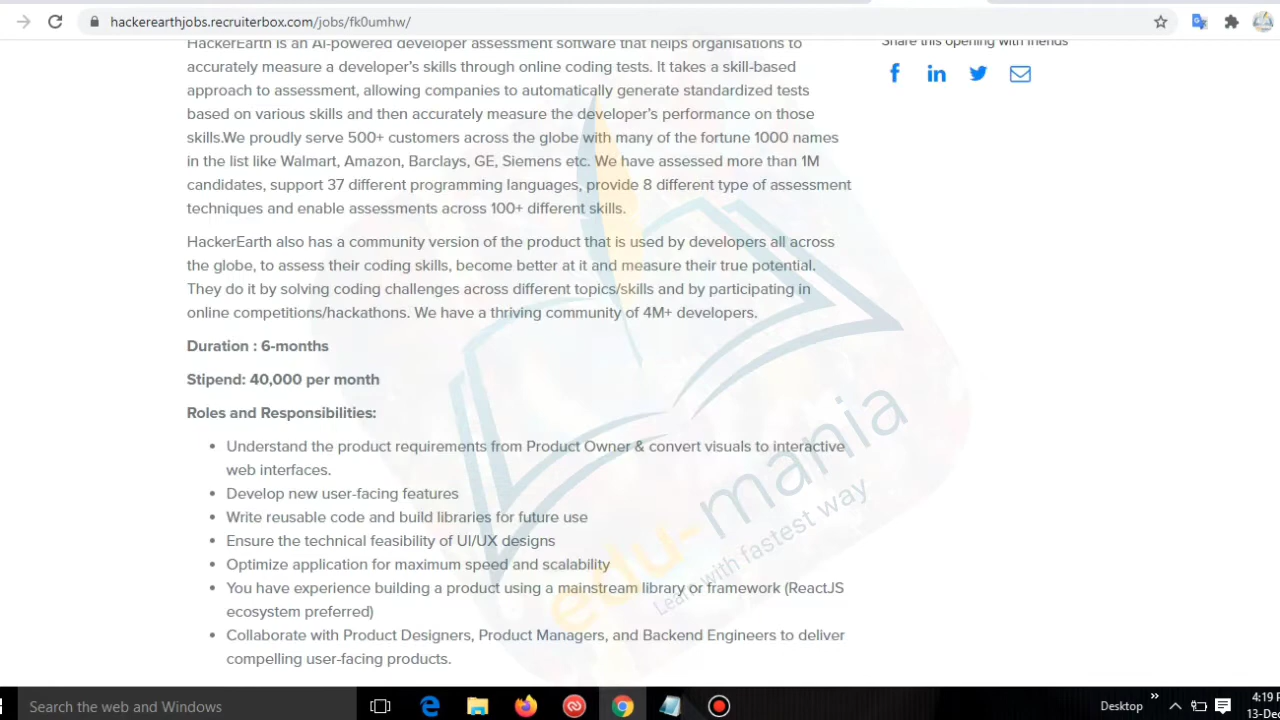 hackerearthjobs.recruiterbox.com/jobs/fk0umhw/
HackerEarth is an AI-powered developer assessment software that helps organisations to
accurately measure a developer's skills through online coding tests. It takes a skill-based
approach to assessment, allowing companies to automatically generate standardized tests
based on various skills and then accurately measure the developer's performance on those
skills.We proudly serve 500+ customers across the globe with many of the fortune 1000 names
in the list like Walmart, Amazon, Barclays, GE, Siemens etc. We have assessed more than 1M
candidates, support 37 different programming languages, provide 8 different type of assessment
techniques and enable assessments across 100+ different skills.
HackerEarth also has a community version of the product that is used by developers all across
the globe, to assess their coding skills, become better at it and measure their true potential.
They do it by solving coding challenges across different topics/skills and by participating in
online competitions/hackathons. We have a thriving community of 4M+ developers.
Duration : 6-months
Stipend: 40,000 per month
Roles and Responsibilities:
• Understand the product requirements from Product Owner & convert visuals to interactive
web interfaces.
• Develop new user-facing features
• Write reusable code and build libraries for future use
• Ensure the technical feasibility of UI/UX designs
• Optimize application for maximum speed and scalability
• You have experience building a product using a mainstream library or framework (ReactJS
ecosystem preferred)
• Collaborate with Product Designers, Product Managers, and Backend Engineers to deliver
compelling user-facing products.
Share this opening with friends
edu-mania
Learn with fastest way
Search the web and Windows
Desktop
4:19 P
13-De